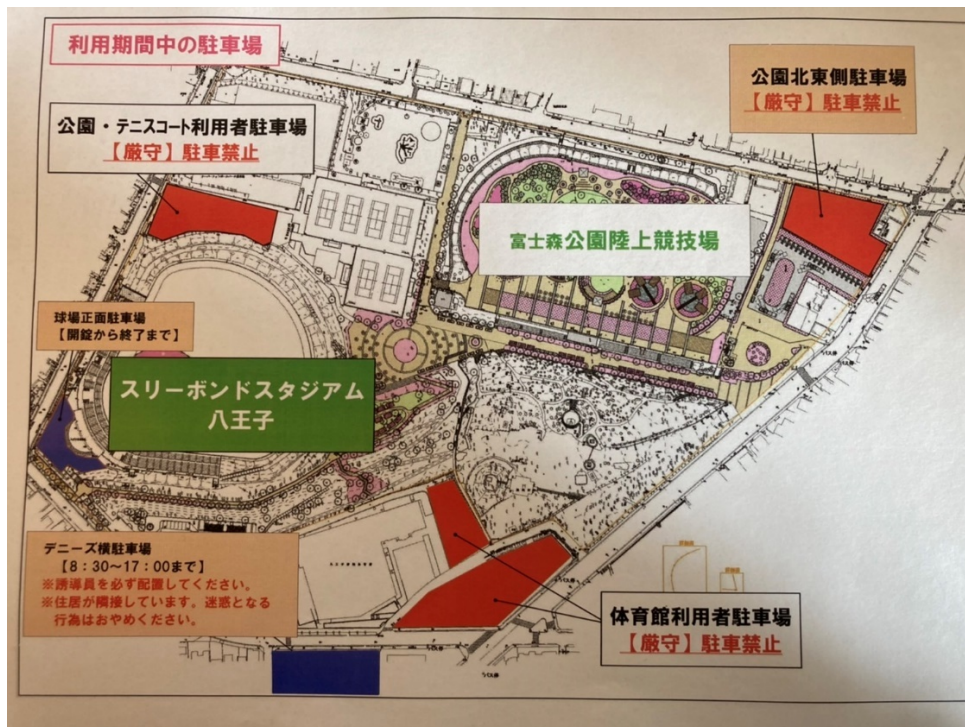 利用期間中の駐車場
公園北東側駐車場
【厳守】駐車禁止
公園・テニスコート利用者駐車場
【厳守】駐車禁止
富士森公園陸上競技場
球場正面駐車場
【開錠から終了まで】
スリーボンドスタジアム
八王子
デニーズ横駐車場
【8：30～17：00まで】
※誘導員を必ず配置してください。
※住居が隣接しています。迷惑となる
行為はおやめください。
体育館利用者駐車場
【厳守】駐車禁止